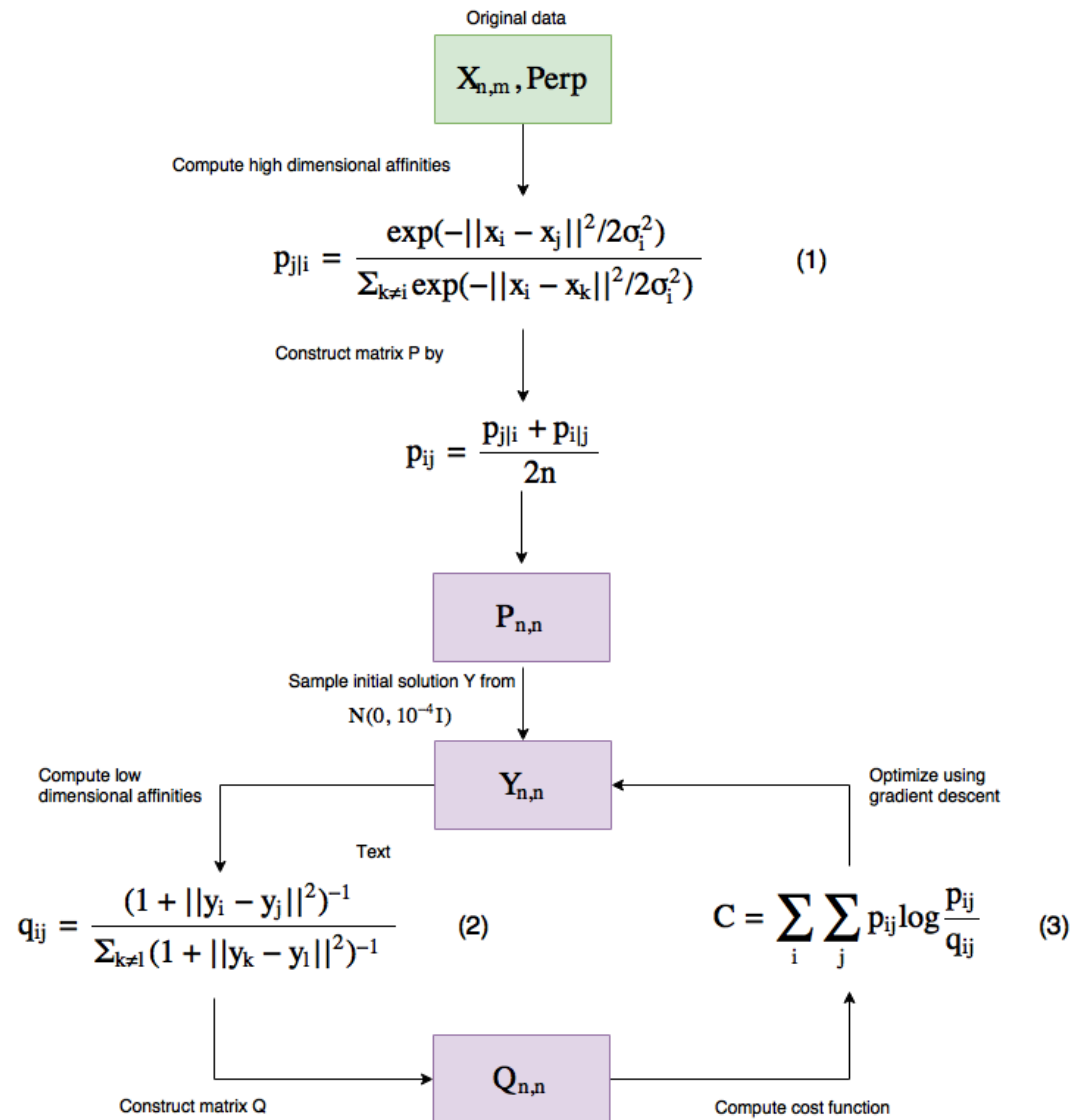 Original data
Xn,m, Perp
Compute high dimensional affinities
pj|i = exp(-||xi − xj||²/2σi²) / Σk≠i exp(-||xi − xk||²/2σi²) (1)
Construct matrix P by
pij = (pj|i + pi|j) / 2n
Pn,n
Sample initial solution Y from
N(0, 10⁻⁴I)
Compute low
dimensional affinities
Yn,n
Optimize using
gradient descent
Text
qij = (1 + ||yi − yj||²)⁻¹ / Σk≠l (1 + ||yk − yl||²)⁻¹ (2)
C = Σi Σj pij log pij / qij (3)
Qn,n
Construct matrix Q
Compute cost function